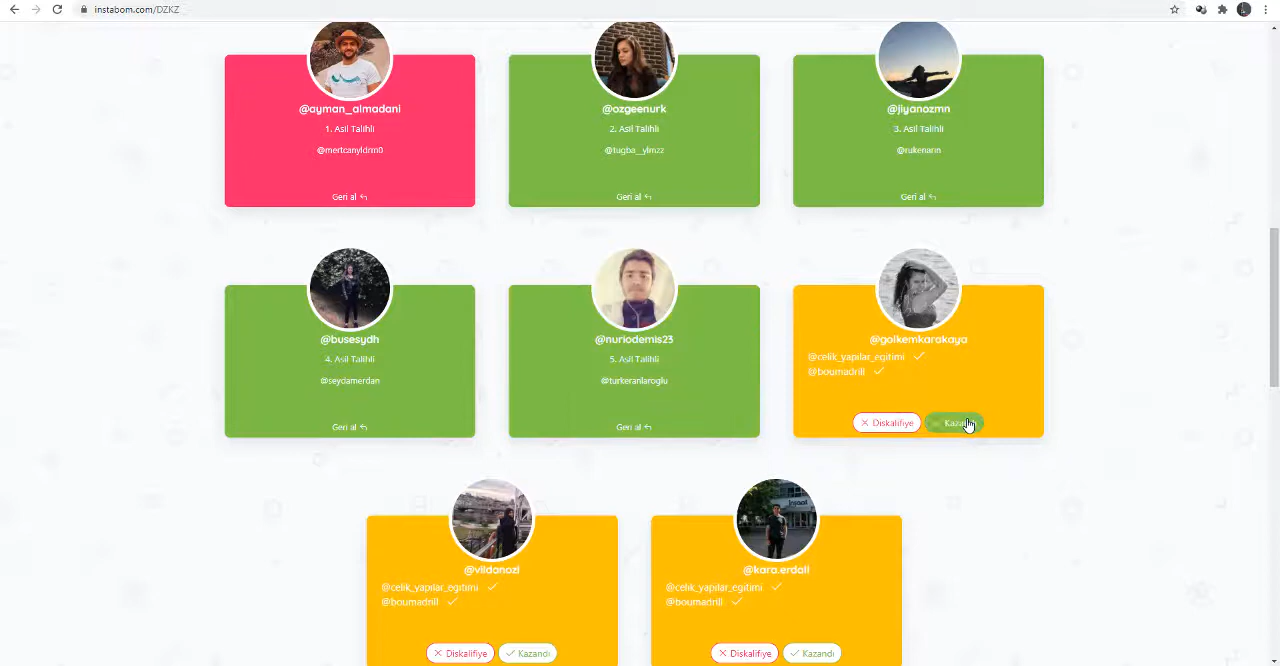 instabom.com/DZKZ
@ayman_almadani
1. Asil Talihli
@mertcanyldrm0
Geri al
@ozgeenurk
2. Asil Talihli
@tugba__ylmzz
Geri al
@jiyanozmn
3. Asil Talihli
@rukenarin
Geri al
@busesydh
4. Asil Talihli
@seydamerdan
Geri al
@nuriodemis23
5. Asil Talihli
@turkeranlaroglu
Geri al
@golkemkarakaya
@celik_yapilar_egitimi
@boumadrill
Diskalifiye
@vildanozl
@celik_yapilar_egitimi
@boumadrill
Diskalifiye Kazandı
@kara.erdall
@celik_yapilar_egitimi
@boumadrill
Diskalifiye Kazandı